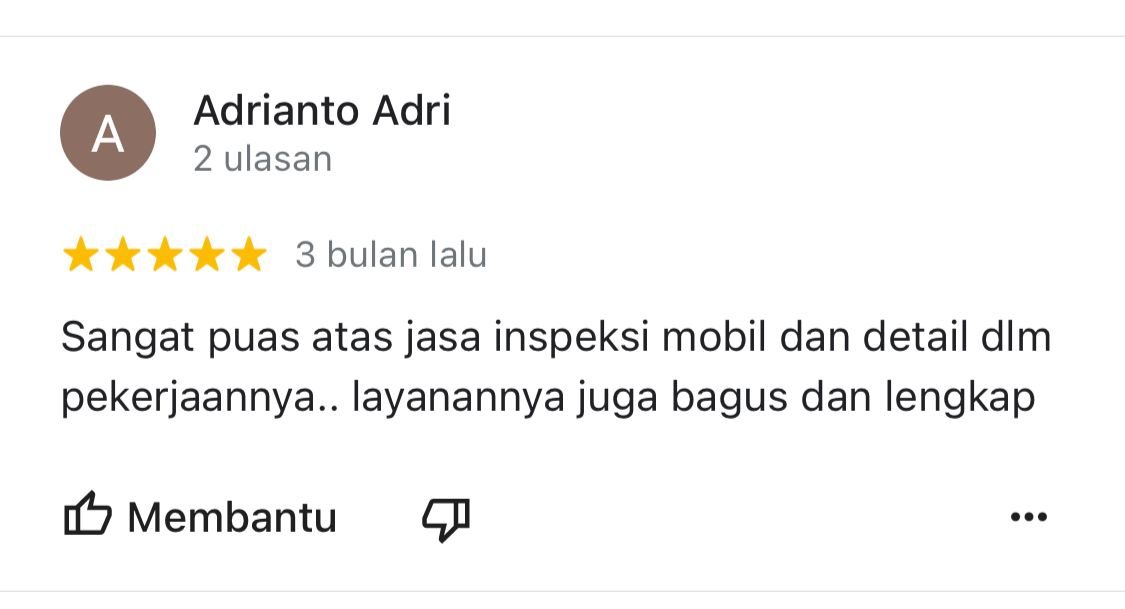 A
Adrianto Adri
2 ulasan
3 bulan lalu
Sangat puas atas jasa inspeksi mobil dan detail dlm
pekerjaannya.. layanannya juga bagus dan lengkap
Membantu